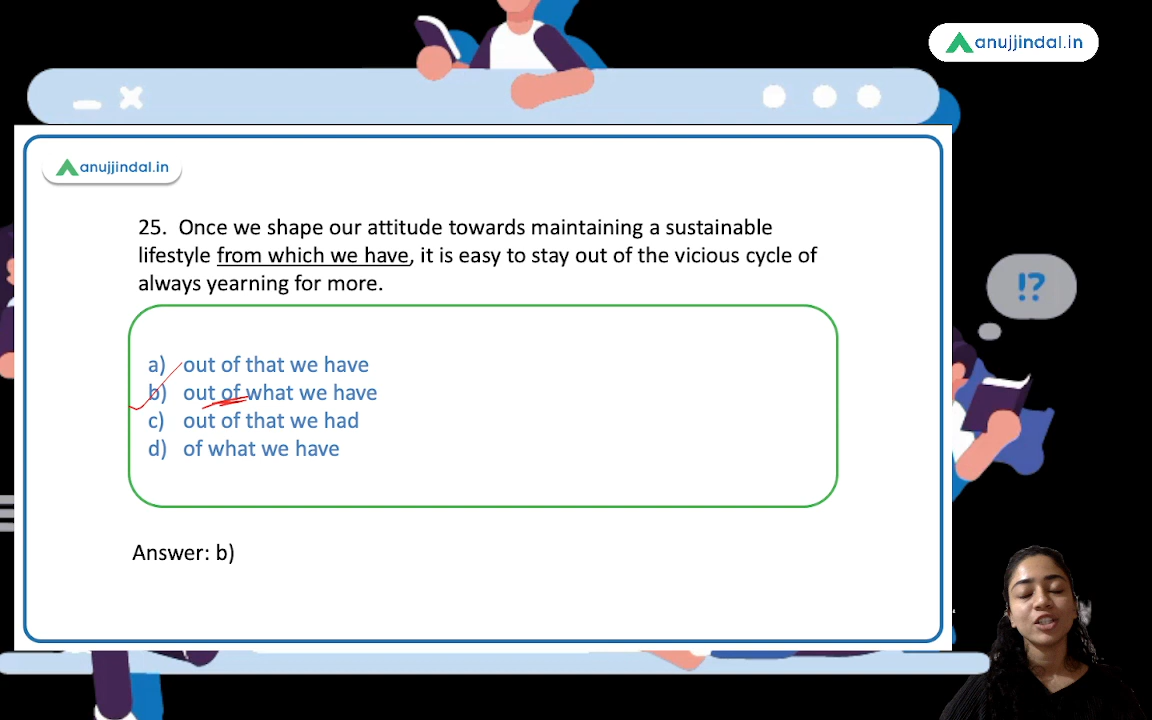 anujjindal.in
anujjindal.in
25.  Once we shape our attitude towards maintaining a sustainable
lifestyle from which we have, it is easy to stay out of the vicious cycle of
always yearning for more.
a) out of that we have
b) out of what we have
c) out of that we had
d) of what we have
Answer: b)
!?